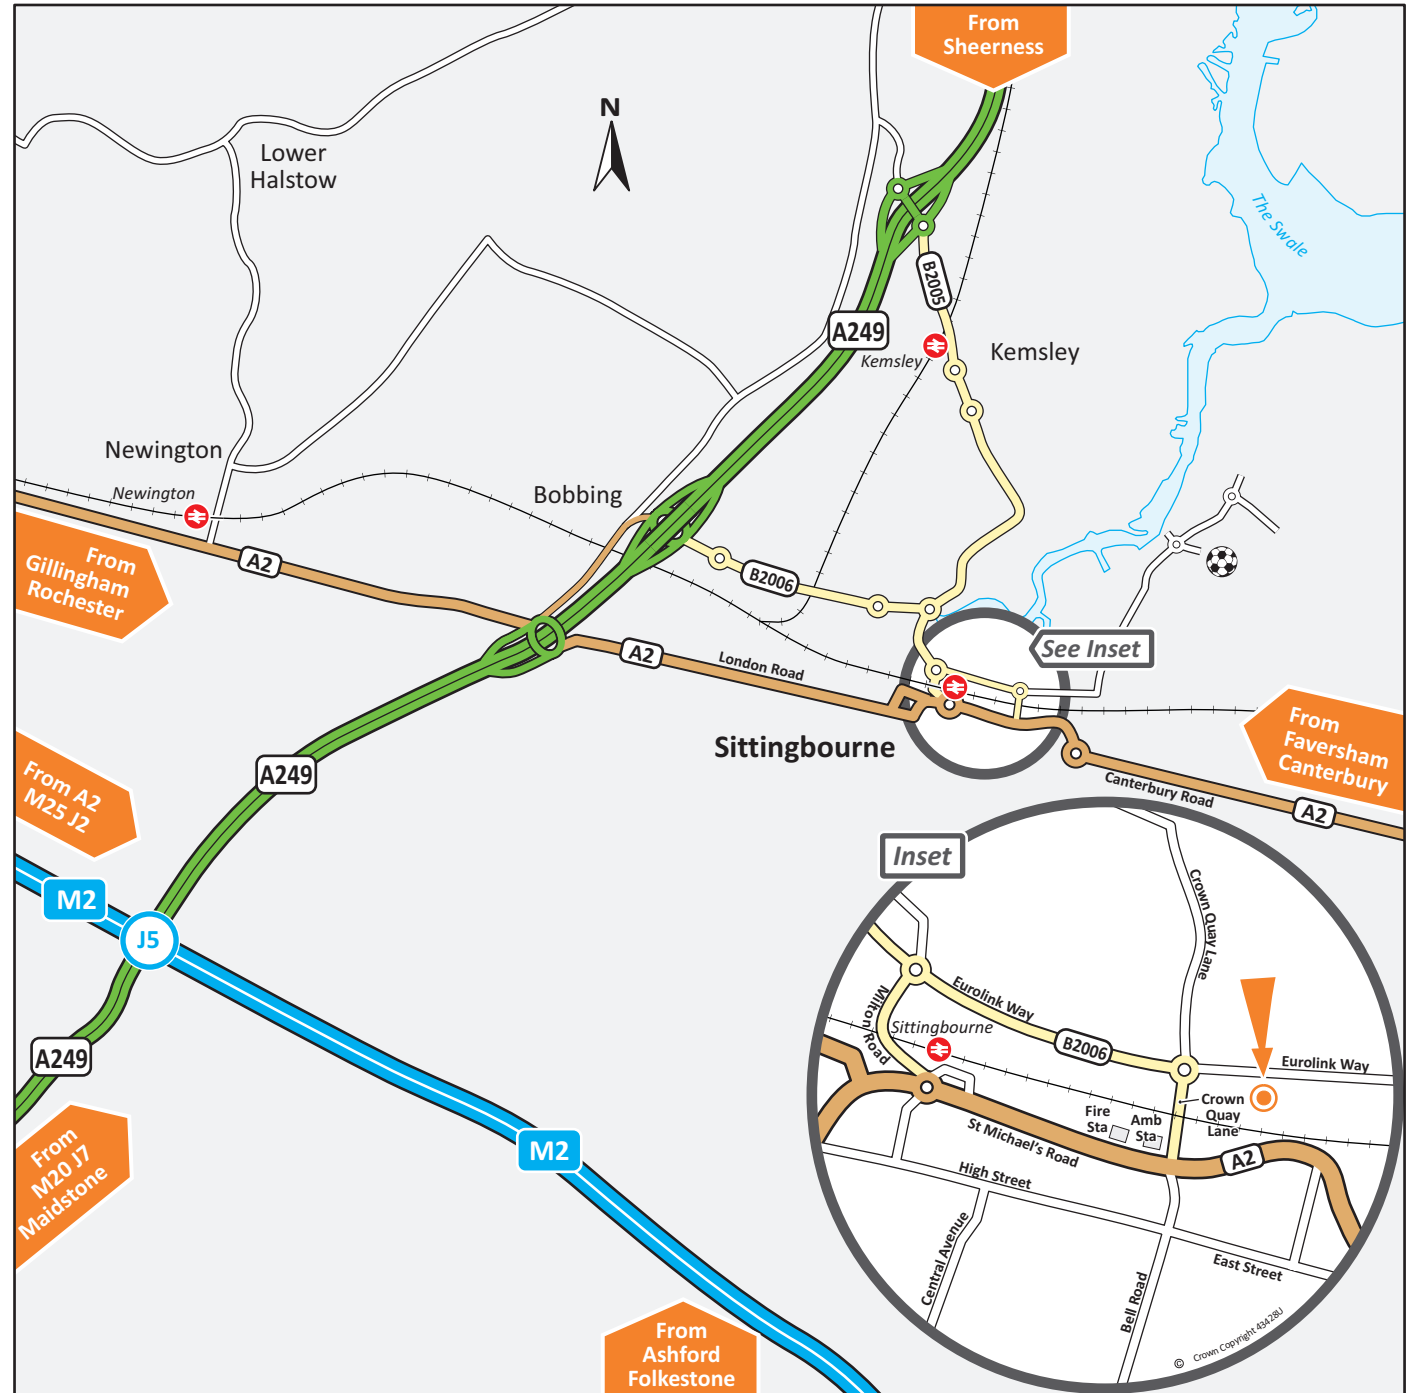 From
Sheerness
N
Lower
Halstow
The Swale
B2005
A249
Kemsley
Kemsley
Newington
Newington
Bobbing
From
Gillingham
Rochester
A2
B2006
A2
London Road
See Inset
Sittingbourne
From
Faversham
Canterbury
Canterbury Road
A2
A249
From A2
M25 J2
M2
J5
A249
From
M20 J7
Maidstone
M2
From
Ashford
Folkestone
Inset
Crown Quay Lane
Eurolink Way
Milton Road
Sittingbourne
B2006
Eurolink Way
Crown
Quay
Lane
Fire
Sta
Amb
Sta
St Michael's Road
A2
High Street
Central Avenue
East Street
Bell Road
© Crown Copyright 43428U